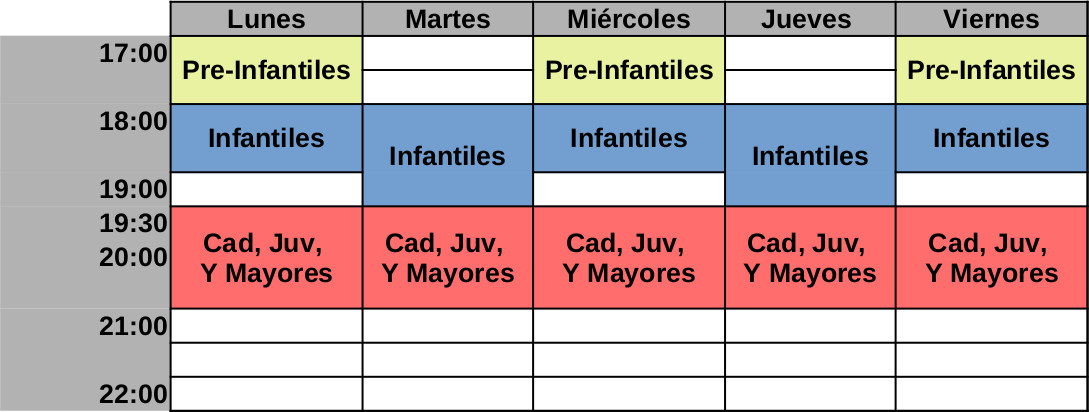 Lunes Martes Miércoles Jueves Viernes
17:00
Pre-Infantiles Pre-Infantiles Pre-Infantiles
18:00
Infantiles Infantiles Infantiles
Infantiles Infantiles
19:00
19:30
Cad, Juv, Cad, Juv, Cad, Juv, Cad, Juv, Cad, Juv,
20:00
Y Mayores Y Mayores Y Mayores Y Mayores Y Mayores
21:00
22:00